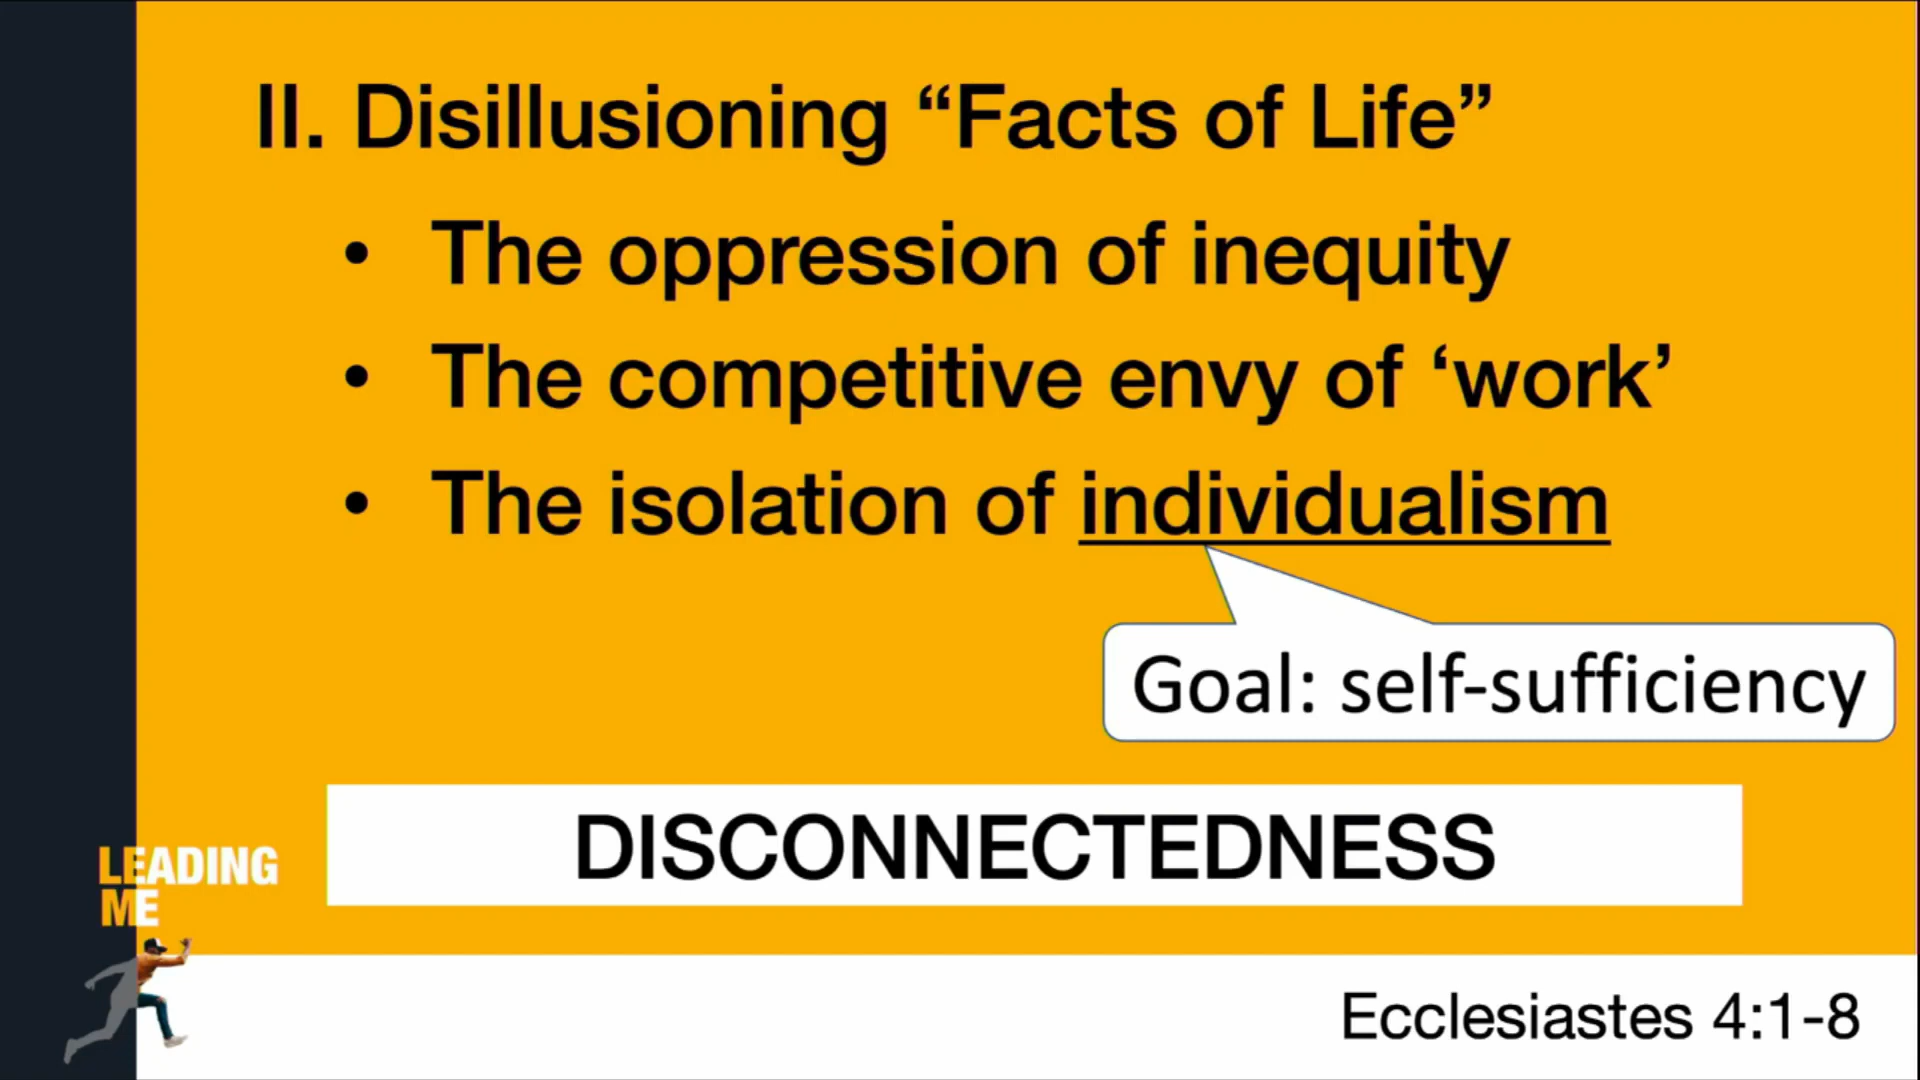 II. Disillusioning “Facts of Life”
• The oppression of inequity
• The competitive envy of ‘work’
• The isolation of individualism
Goal: self-sufficiency
DISCONNECTEDNESS
LEADING
ME
Ecclesiastes 4:1-8